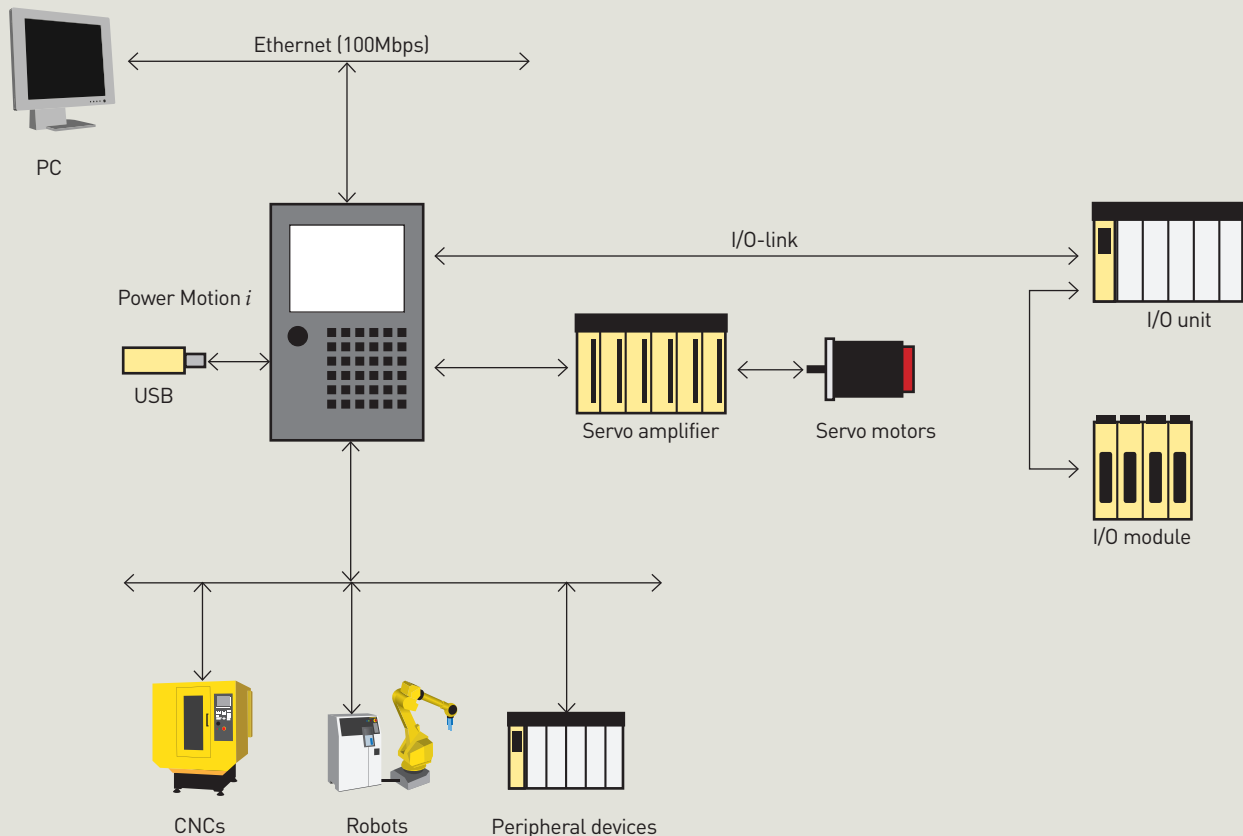 Ethernet (100Mbps)
PC
I/O-link
Power Motion i
I/O unit
USB
Servo amplifier
Servo motors
I/O module
CNCs
Robots
Peripheral devices